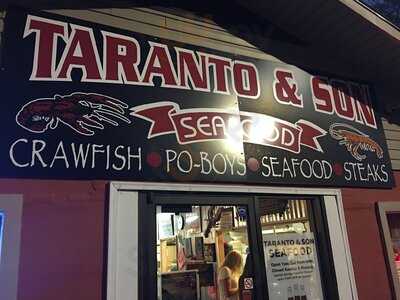 TARANTO & SON
SEAFOOD
CRAWFISH • PO-BOYS • SEAFOOD • STEAKS
TARANTO & SON
SEAFOOD